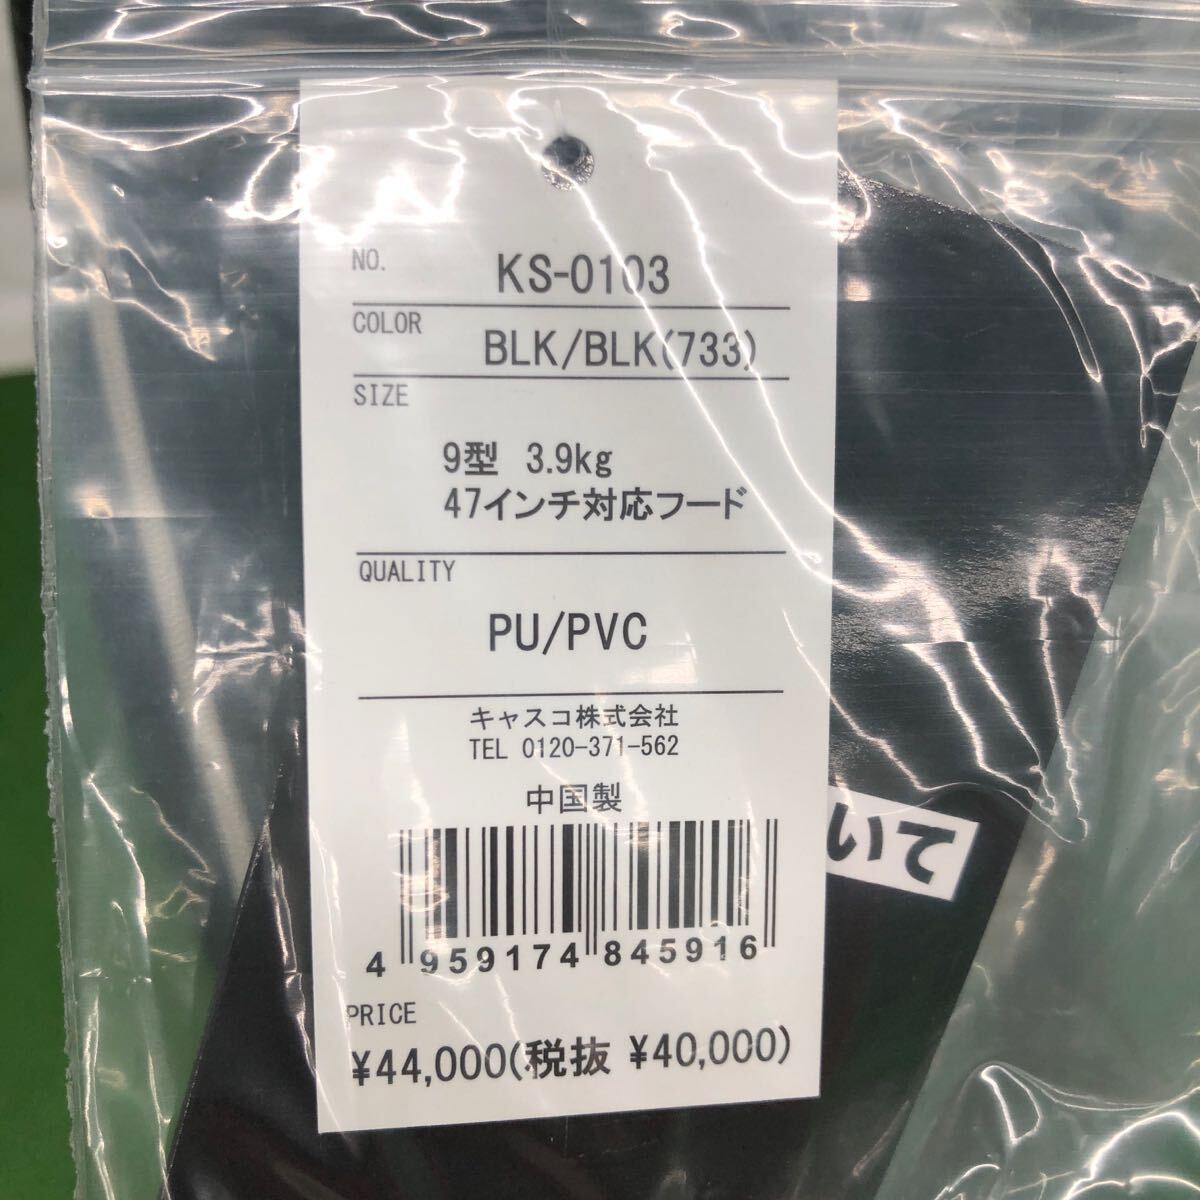 NO.
KS-0103
COLOR
BLK/BLK(733)
SIZE
9型 3.9kg
47インチ対応フード
QUALITY
PU/PVC
キャスコ株式会社
TEL 0120-371-562
中国製
4 959174 845916
PRICE
¥44,000(税抜 ¥40,000)
いて